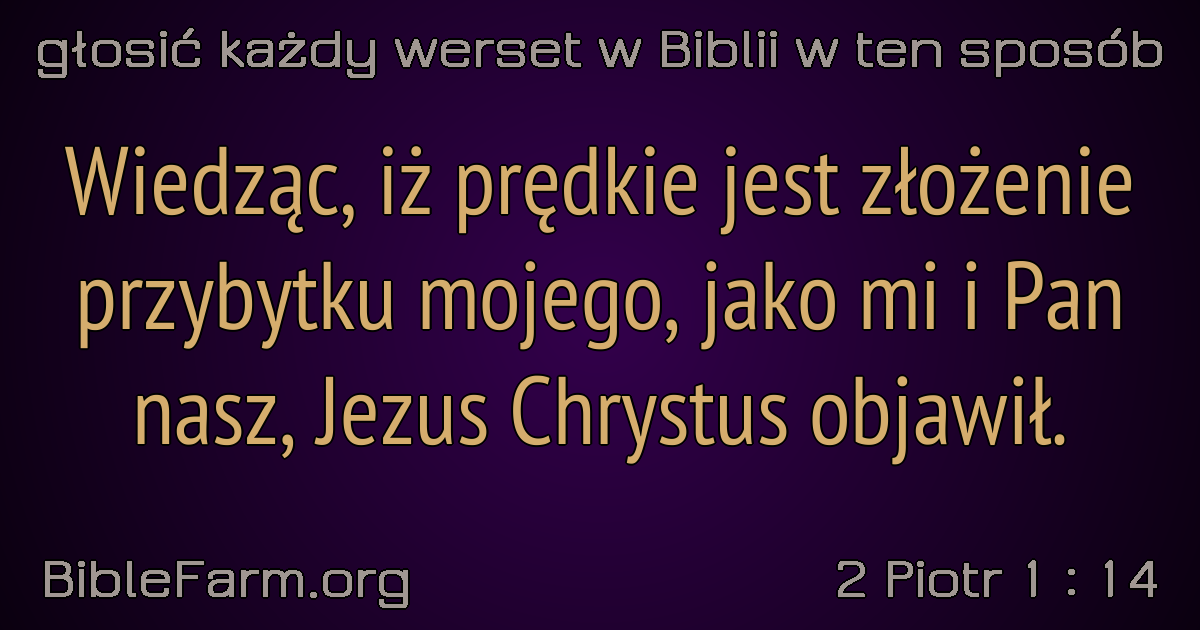 głosić każdy werset w Biblii w ten sposób
Wiedząc, iż prędkie jest złożenie
przybytku mojego, jako mi i Pan
nasz, Jezus Chrystus objawił.
BibleFarm.org
2 Piotr 1 : 14